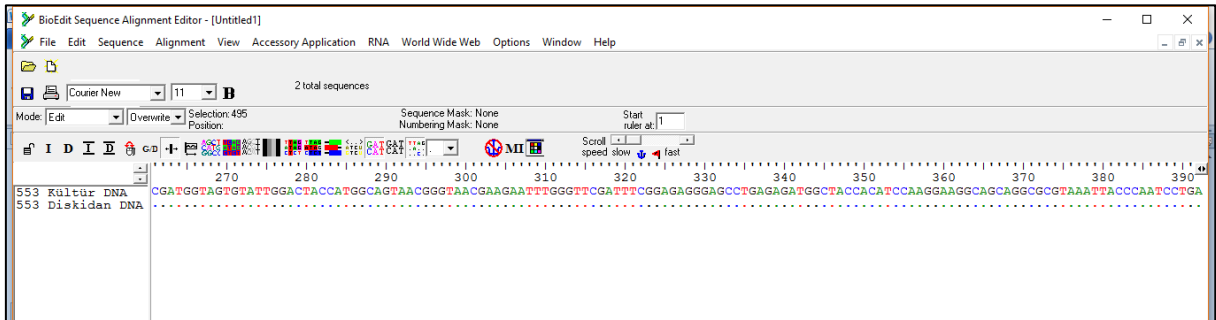 BioEdit Sequence Alignment Editor - [Untitled1]
File Edit Sequence Alignment View Accessory Application RNA World Wide Web Options Window Help
Courier New 11 B 2 total sequences
Mode: Edit Overwrite Selection: 495 Sequence Mask: None Start
Position: Numbering Mask: None ruler at: 1
I D I D G/D MI Scroll
speed slow fast
270 280 290 300 310 320 330 340 350 360 370 380 390
553 Kültür DNA CGATGGTAGTGTATTGGACTACCATGGCAGTAACGGGTAACGAAGAATTTGGGTTCGATTTCGGAGAGGGAGCCTGAGAGATGGCTACCACATCCAAGGAAGGCAGCAGGCGCGTAAATTACCCAATCCTGA
553 Diskidan DNA ....................................................................................................................................